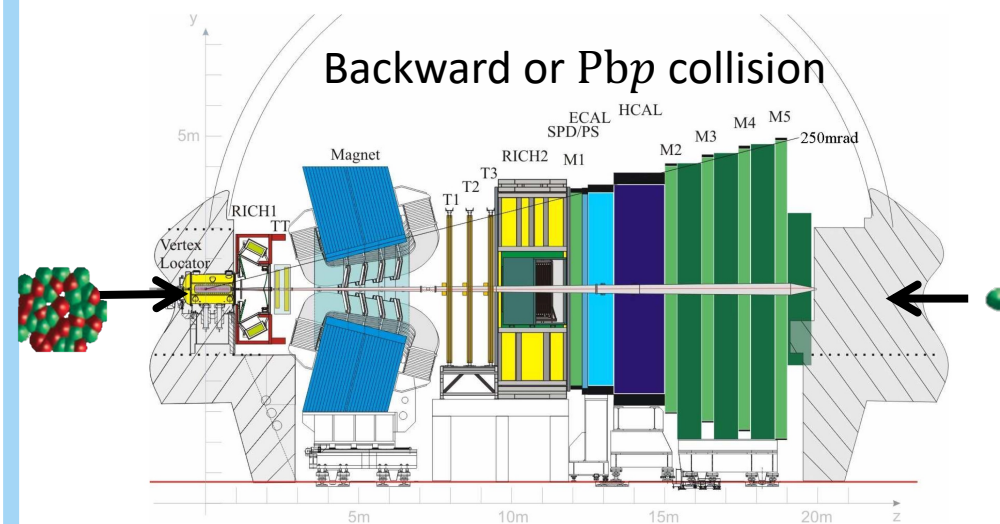 y
Backward or Pbp collision
ECAL HCAL
SPD/PS
M1
RICH2
M2 M3 M4 M5
250mrad
5m
Magnet
T1 T2 T3
RICH1
TT
Vertex
Locator
5m 10m 15m 20m z